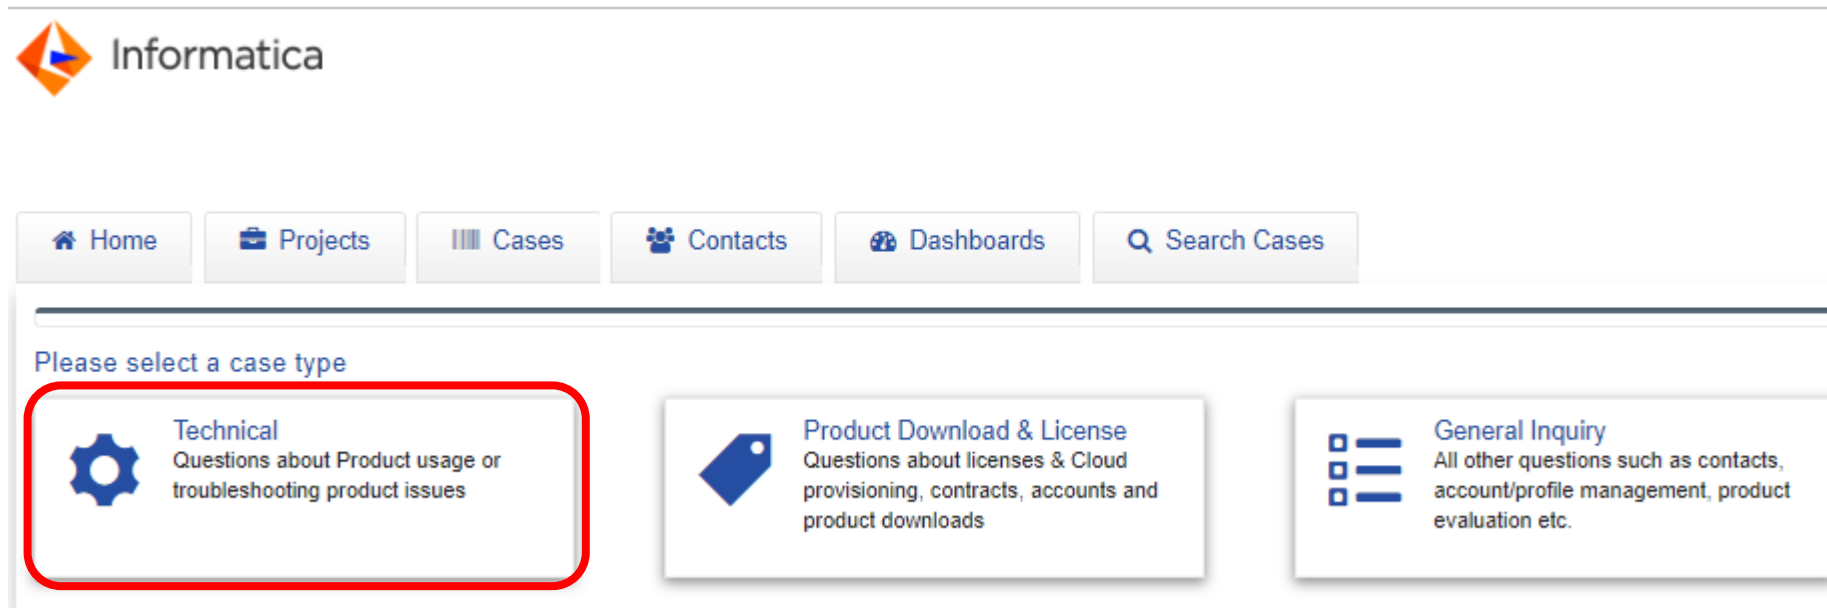 Informatica
Home
Projects
Cases
Contacts
Dashboards
Search Cases
Please select a case type
Technical
Questions about Product usage or
troubleshooting product issues
Product Download & License
Questions about licenses & Cloud
provisioning, contracts, accounts and
product downloads
General Inquiry
All other questions such as contacts,
account/profile management, product
evaluation etc.